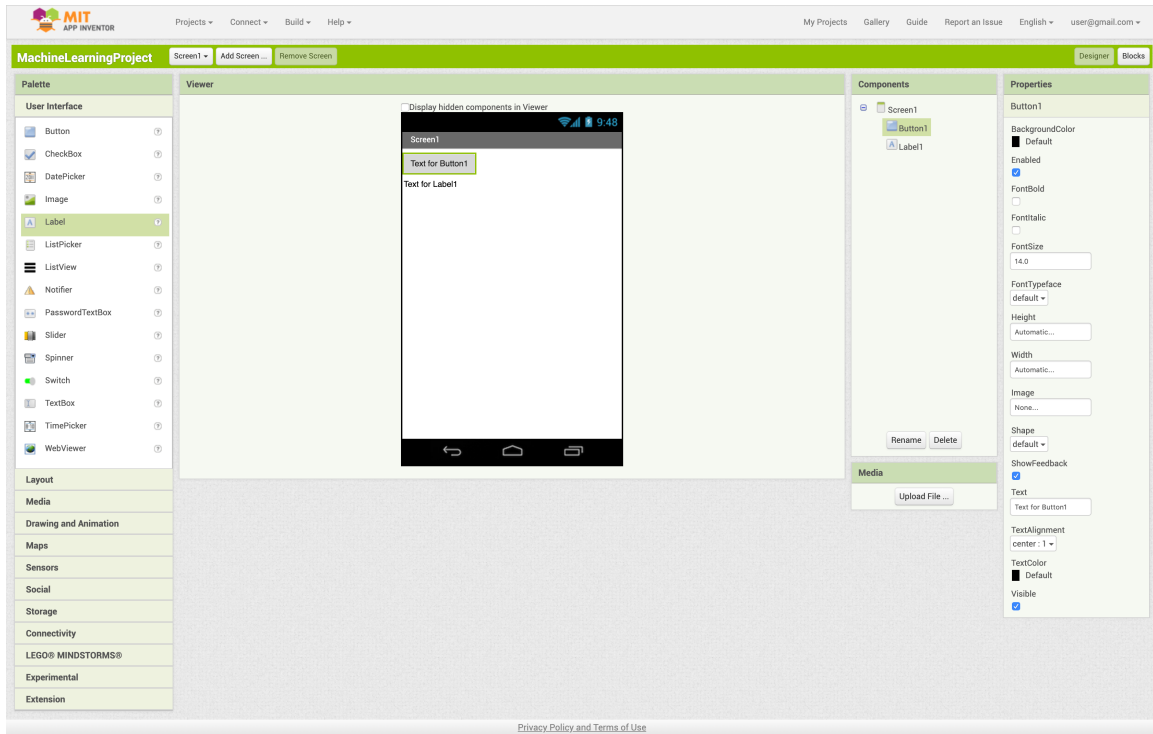 MIT
APP INVENTOR
Projects Connect Build Help
My Projects Gallery Guide Report an Issue English user@gmail.com
MachineLearningProject Screen1 Add Screen ... Remove Screen
Designer Blocks
Palette
User Interface
Button
CheckBox
DatePicker
Image
Label
ListPicker
ListView
Notifier
PasswordTextBox
Slider
Spinner
Switch
TextBox
TimePicker
WebViewer
Layout
Media
Drawing and Animation
Maps
Sensors
Social
Storage
Connectivity
LEGO® MINDSTORMS®
Experimental
Extension
Viewer
Display hidden components in Viewer
9:48
Screen1
Text for Button1
Text for Label1
Components
Screen1
Button1
Label1
Rename Delete
Media
Upload File ...
Properties
Button1
BackgroundColor
Default
Enabled
FontBold
FontItalic
FontSize
14.0
FontTypeface
default
Height
Automatic...
Width
Automatic...
Image
None...
Shape
default
ShowFeedback
Text
Text for Button1
TextAlignment
center : 1
TextColor
Default
Visible
Privacy Policy and Terms of Use